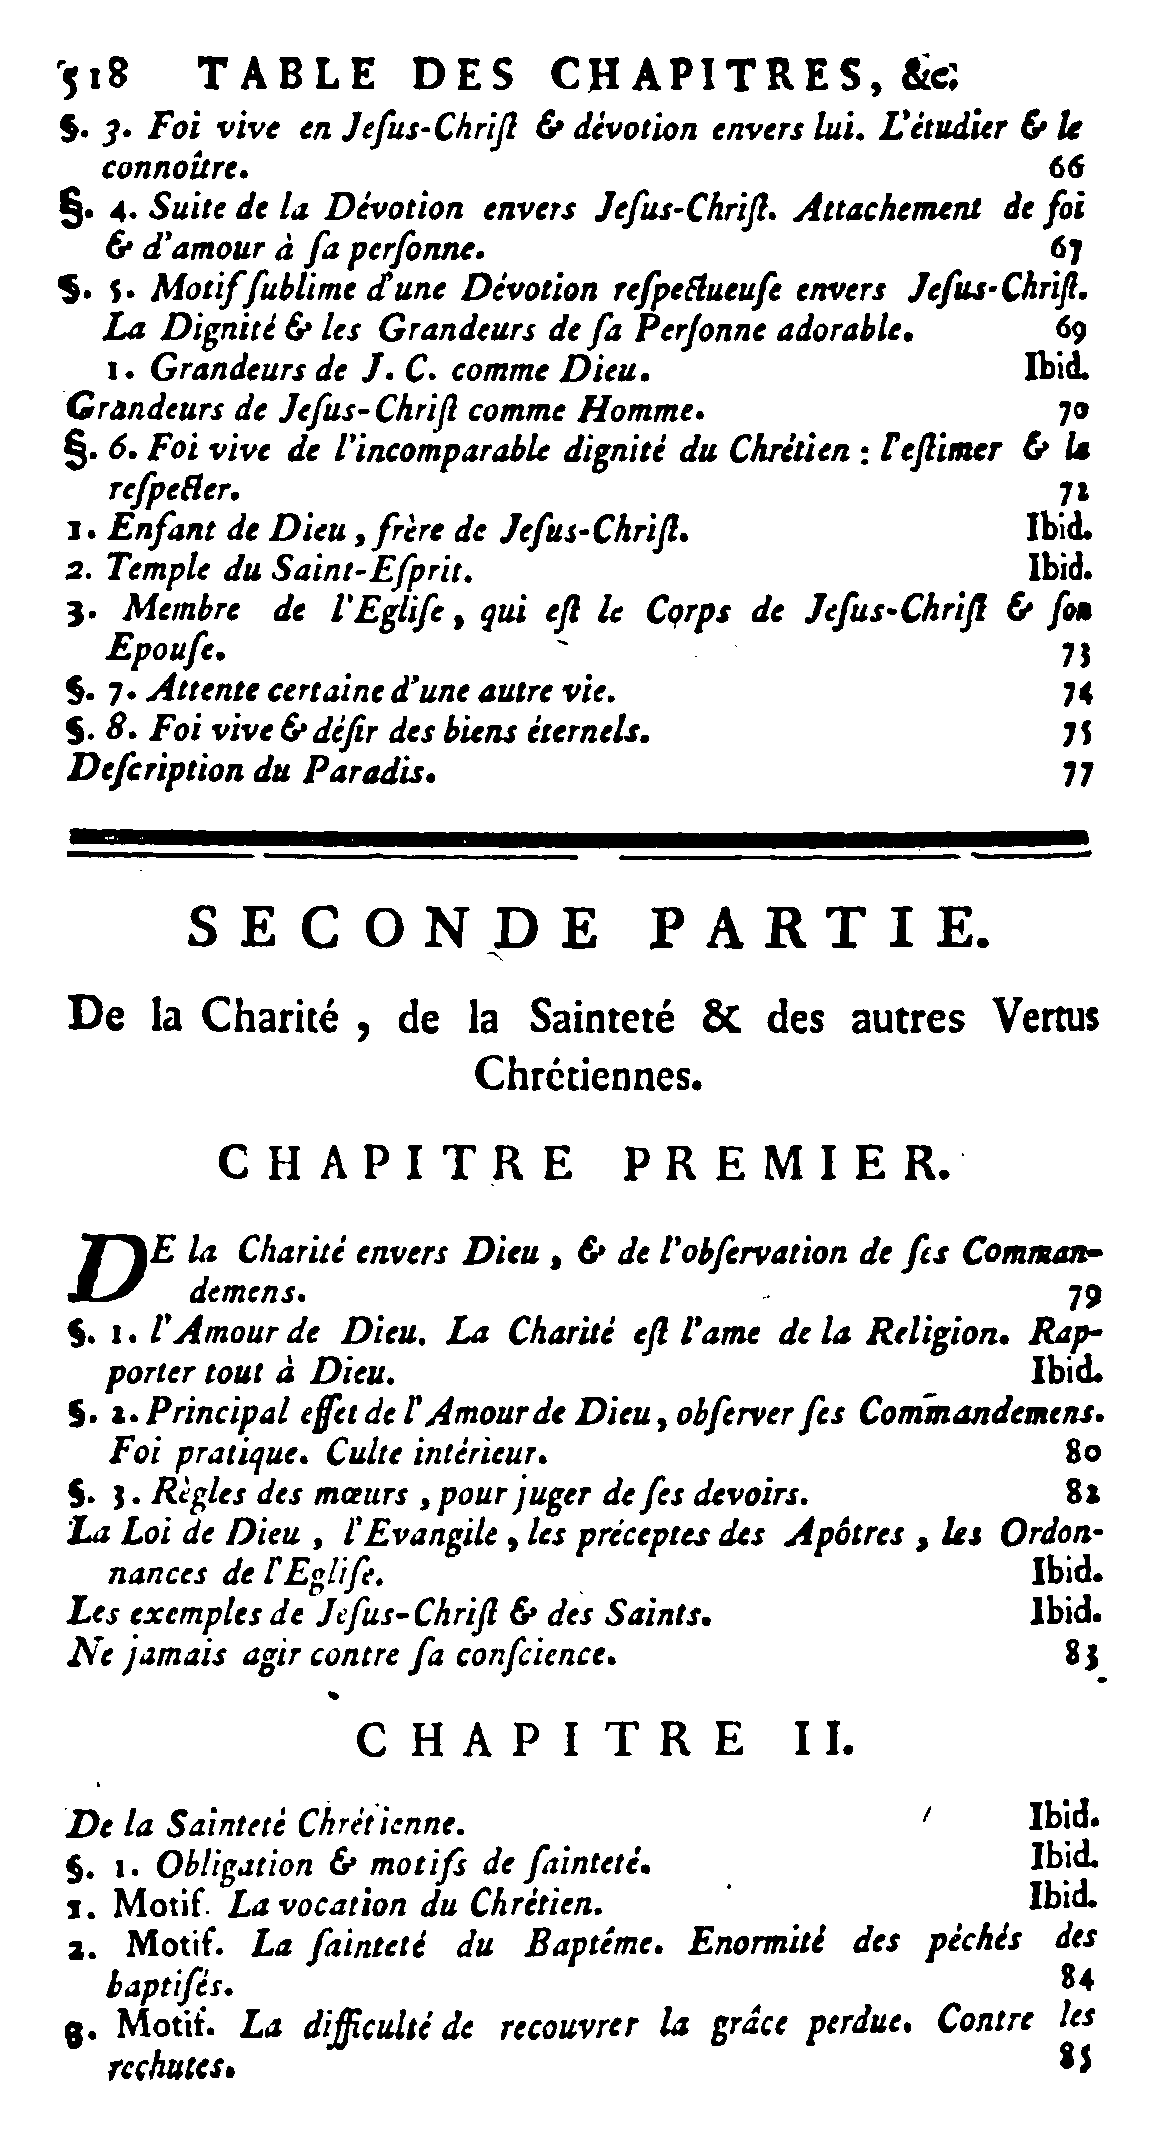 518 TABLE DES CHAPITRES, &c.
§. 3. Foi vive en Jeſus-Chriſt & dévotion envers lui. L'étudier & le
connoître. 66
§. 4. Suite de la Dévotion envers Jeſus-Chriſt. Attachement de foi
& d'amour à ſa perſonne. 67
§. 5. Motif ſublime d'une Dévotion reſpectueuſe envers Jeſus-Chriſt.
La Dignité & les Grandeurs de ſa Perſonne adorable. 69
1. Grandeurs de J. C. comme Dieu. Ibid.
Grandeurs de Jeſus-Chriſt comme Homme. 70
§. 6. Foi vive de l'incomparable dignité du Chrétien : l'eſtimer & la
reſpecter. 72
1. Enfant de Dieu, frère de Jeſus-Chriſt. Ibid.
2. Temple du Saint-Eſprit. Ibid.
3. Membre de l'Egliſe, qui eſt le Corps de Jeſus-Chriſt & ſon
Epouſe. 73
§. 7. Attente certaine d'une autre vie. 74
§. 8. Foi vive & déſir des biens éternels. 75
Deſcription du Paradis. 77
SECONDE PARTIE.
De la Charité, de la Sainteté & des autres Vertus
Chrétiennes.
CHAPITRE PREMIER.
DE la Charité envers Dieu, & de l'obſervation de ſes Comman-
demens. 79
§. 1. l'Amour de Dieu. La Charité eſt l'ame de la Religion. Rap-
porter tout à Dieu. Ibid.
§. 2. Principal effet de l'Amour de Dieu, obſerver ſes Commandemens.
Foi pratique. Culte intérieur. 80
§. 3. Règles des mœurs, pour juger de ſes devoirs. 82
La Loi de Dieu, l'Evangile, les préceptes des Apôtres, les Ordon-
nances de l'Egliſe. Ibid.
Les exemples de Jeſus-Chriſt & des Saints. Ibid.
Ne jamais agir contre ſa conſcience. 83
CHAPITRE II.
De la Sainteté Chrétienne. Ibid.
§. 1. Obligation & motifs de ſainteté. Ibid.
1. Motif. La vocation du Chrétien. Ibid.
2. Motif. La ſainteté du Baptême. Enormité des péchés des
baptiſés. 84
3. Motif. La difficulté de recouvrer la grâce perdue. Contre les
rechutes. 85